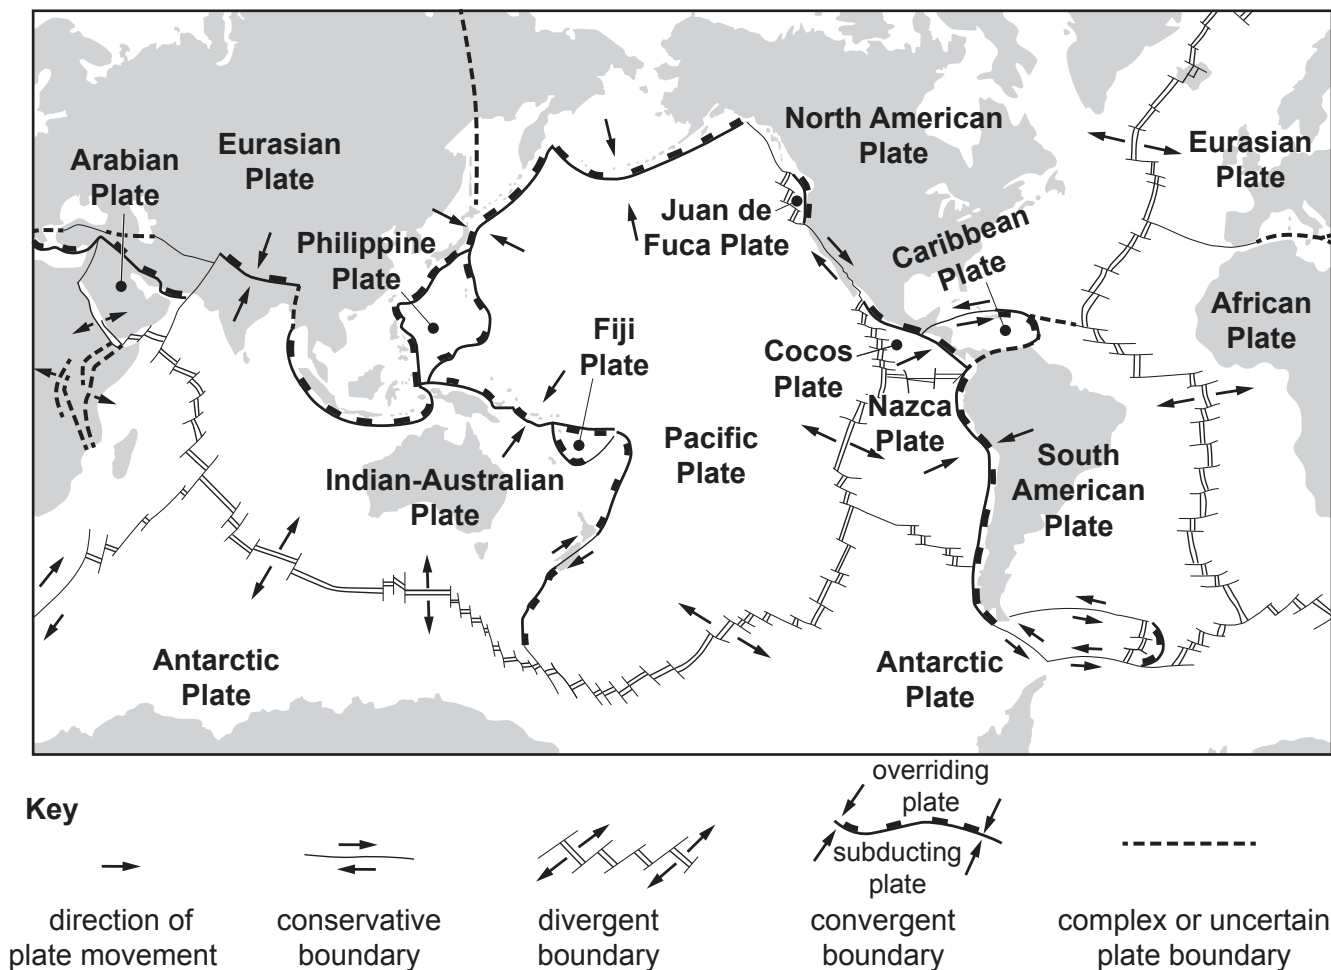 North American
Plate
Eurasian
Plate
Arabian
Plate
Eurasian
Plate
Juan de
Fuca Plate
Caribbean
Plate
Philippine
Plate
African
Plate
Fiji
Plate
Cocos
Plate
Nazca
Plate
Pacific
Plate
South
American
Plate
Indian-Australian
Plate
Antarctic
Plate
Antarctic
Plate
Key
overriding
plate
subducting
plate
direction of
plate movement
conservative
boundary
divergent
boundary
convergent
boundary
complex or uncertain
plate boundary